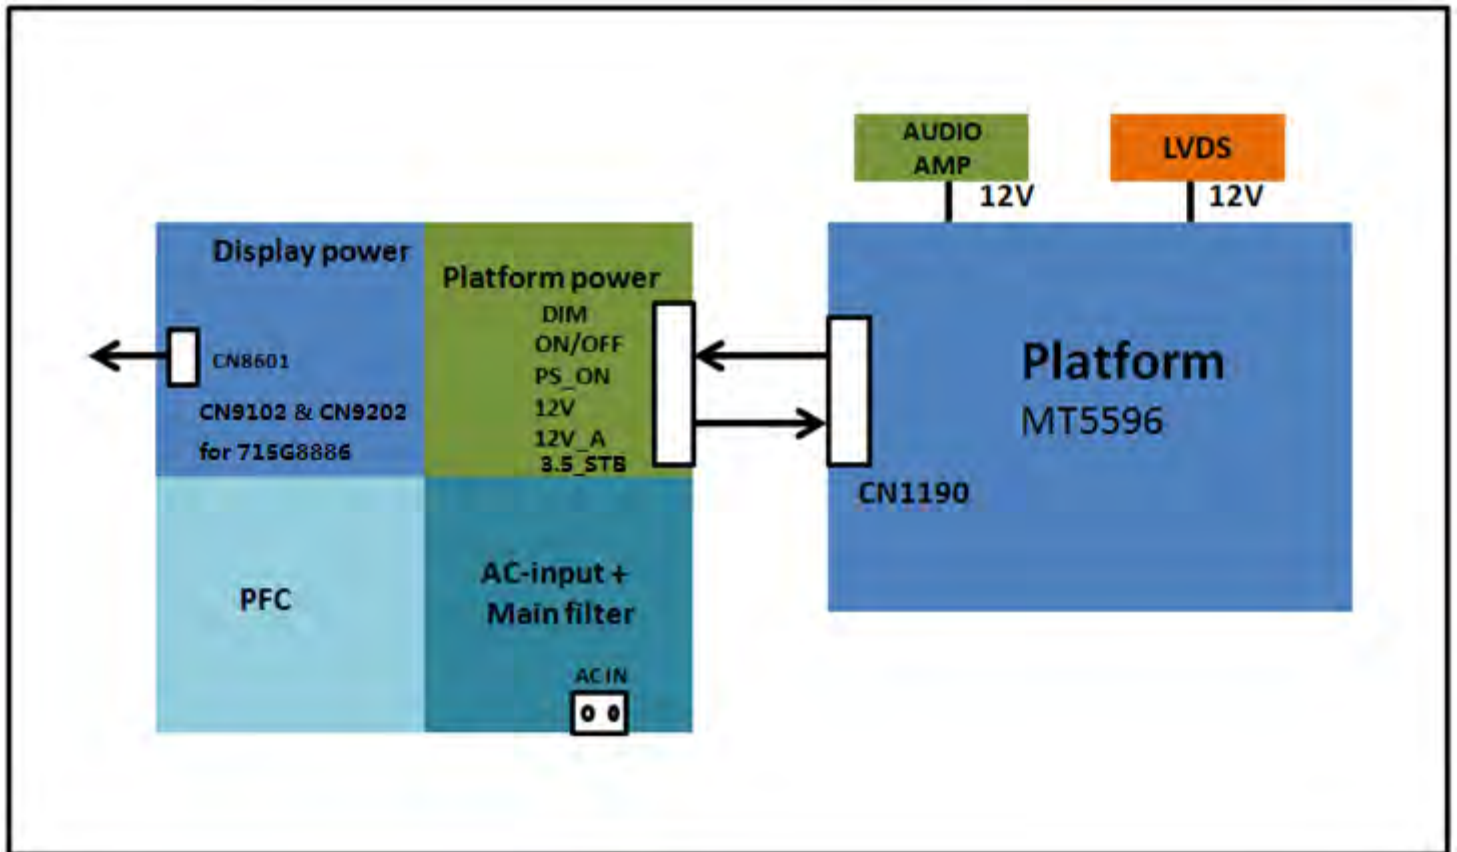 AUDIO
AMP
LVDS
12V
12V
Display power
Platform power
DIM
ON/OFF
PS_ON
12V
12V_A
3.5_STB
CN8601
CN9102 & CN9202
for 715G8886
Platform
MT5596
CN1190
PFC
AC-input +
Main filter
AC IN